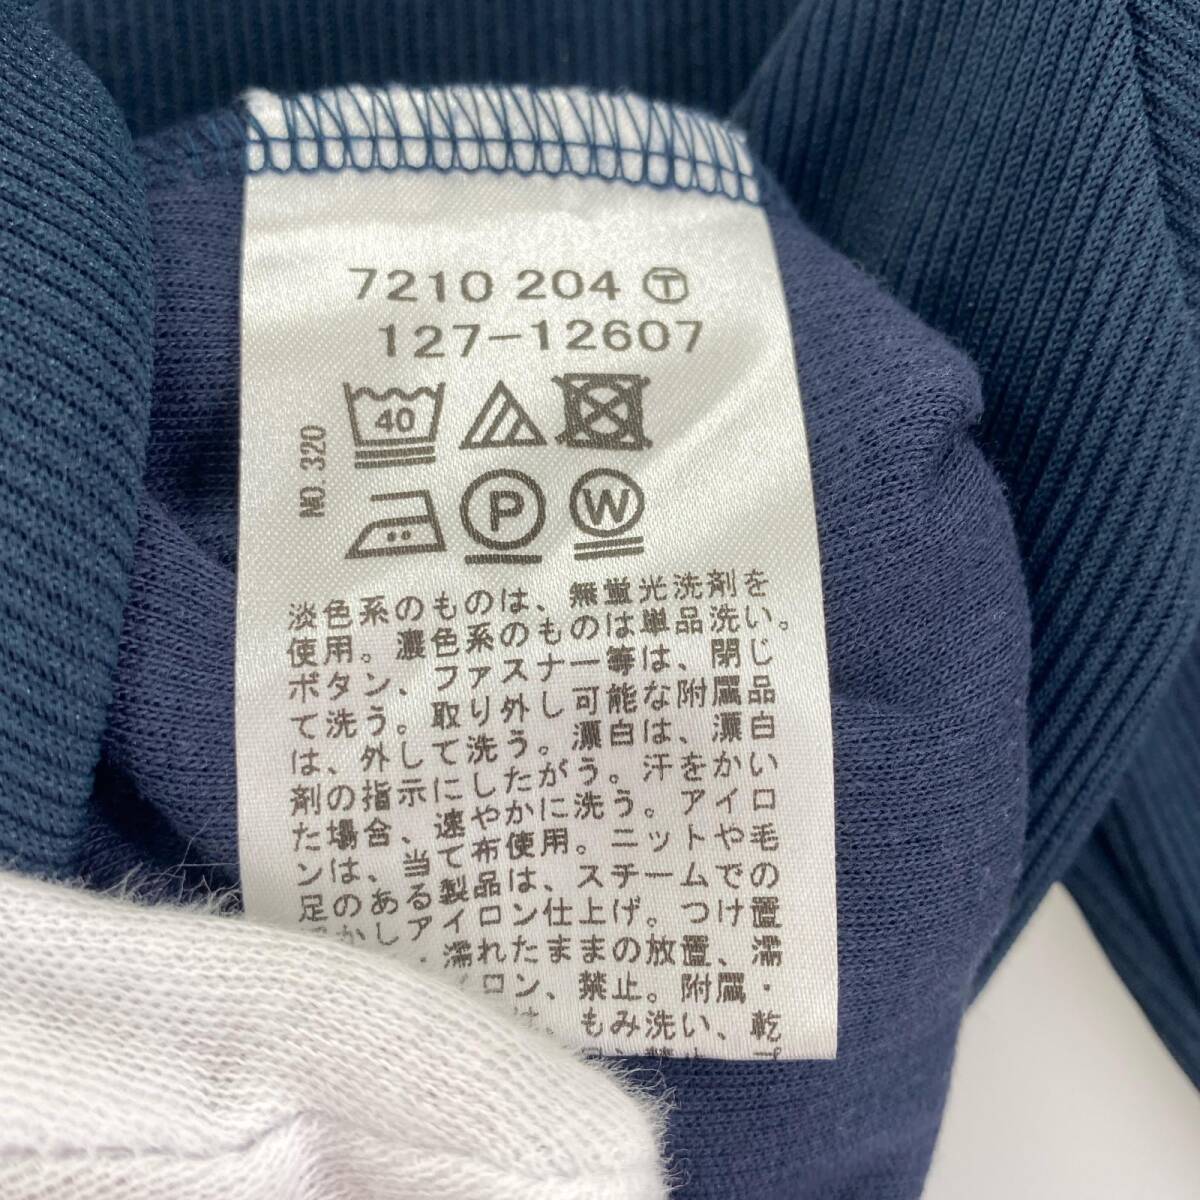 7210 204 Ⓣ
127-12607
NO.320
40
P
W
淡色系のものは、無蛍光洗剤を
使用。濃色系のものは単品洗い。
ボタン、ファスナー等は、閉じ
て洗う。取り外し可能な附属品
は、外して洗う。漂白は、漂白
剤の指示にしたがう。汗をかい
た場合、速やかに洗う。アイロ
ンは、当て布使用。ニットや毛
足のある製品は、スチームでの
かしアイロン仕上げ。つけ置
・濡れたままの放置、濡
イロン、禁止。附属・
は、もみ洗い、乾